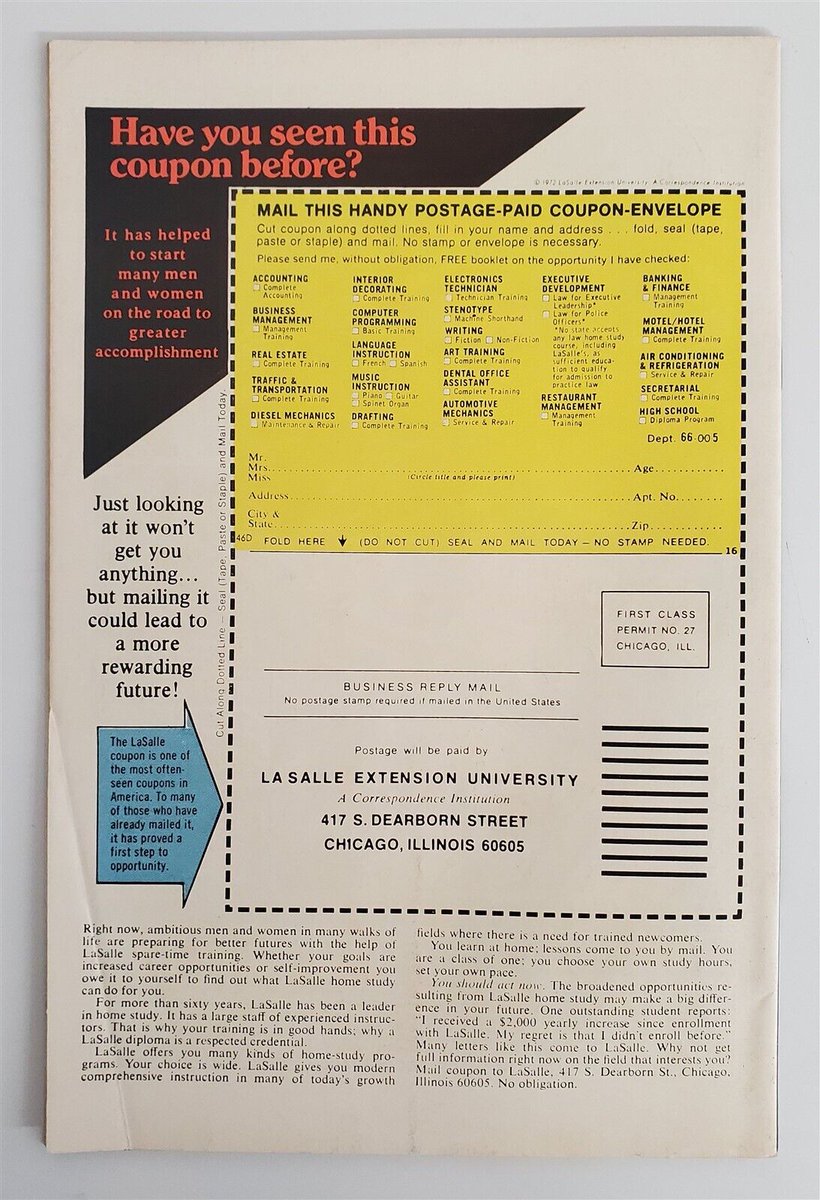 Have you seen this
coupon before?
It has helped
to start
many men
and women
on the road to
greater
accomplishment
© 1972 LaSalle Extension University A Correspondence Institution
MAIL THIS HANDY POSTAGE-PAID COUPON-ENVELOPE
Cut coupon along dotted lines, fill in your name and address . . . fold, seal (tape,
paste or staple) and mail. No stamp or envelope is necessary.
Please send me, without obligation, FREE booklet on the opportunity I have checked:
ACCOUNTING
Complete
Accounting
BUSINESS
MANAGEMENT
Management
Training
REAL ESTATE
Complete Training
TRAFFIC &
TRANSPORTATION
Complete Training
DIESEL MECHANICS
Maintenance & Repair
INTERIOR
DECORATING
Complete Training
COMPUTER
PROGRAMMING
Basic Training
LANGUAGE
INSTRUCTION
French Spanish
MUSIC
INSTRUCTION
Piano Guitar
Spinet Organ
DRAFTING
Complete Training
ELECTRONICS
TECHNICIAN
Technician Training
STENOTYPE
Machine Shorthand
WRITING
Fiction Non-Fiction
ART TRAINING
Complete Training
DENTAL OFFICE
ASSISTANT
Complete Training
AUTOMOTIVE
MECHANICS
Service & Repair
EXECUTIVE
DEVELOPMENT
Law for Executive
Leadership*
Law for Police
Officers*
*No state accepts
any law home study
course, including
LaSalle's, as
sufficient educa-
tion to qualify
for admission to
practice law
RESTAURANT
MANAGEMENT
Management
Training
BANKING
& FINANCE
Management
Training
MOTEL/HOTEL
MANAGEMENT
Complete Training
AIR CONDITIONING
& REFRIGERATION
Service & Repair
SECRETARIAL
Complete Training
HIGH SCHOOL
Diploma Program
Dept. 66-005
Mr.
Mrs. Age
Miss (Circle title and please print)
Address Apt. No.
City &
State Zip
46D FOLD HERE (DO NOT CUT) SEAL AND MAIL TODAY – NO STAMP NEEDED.
16
Cut Along Dotted Line – Seal (Tape, Paste or Staple) and Mail Today
Just looking
at it won't
get you
anything...
but mailing it
could lead to
a more
rewarding
future!
FIRST CLASS
PERMIT NO. 27
CHICAGO, ILL.
BUSINESS REPLY MAIL
No postage stamp required if mailed in the United States
Postage will be paid by
LA SALLE EXTENSION UNIVERSITY
A Correspondence Institution
417 S. DEARBORN STREET
CHICAGO, ILLINOIS 60605
The LaSalle
coupon is one of
the most often-
seen coupons in
America. To many
of those who have
already mailed it,
it has proved a
first step to
opportunity.
Right now, ambitious men and women in many walks of
life are preparing for better futures with the help of
LaSalle spare-time training. Whether your goals are
increased career opportunities or self-improvement you
owe it to yourself to find out what LaSalle home study
can do for you.
For more than sixty years, LaSalle has been a leader
in home study. It has a large staff of experienced instruc-
tors. That is why your training is in good hands; why a
LaSalle diploma is a respected credential.
LaSalle offers you many kinds of home-study pro-
grams. Your choice is wide. LaSalle gives you modern
comprehensive instruction in many of today's growth
fields where there is a need for trained newcomers.
You learn at home; lessons come to you by mail. You
are a class of one; you choose your own study hours,
set your own pace.
You should act now. The broadened opportunities re-
sulting from LaSalle home study may make a big differ-
ence in your future. One outstanding student reports:
"I received a $2,000 yearly increase since enrollment
with LaSalle. My regret is that I didn't enroll before."
Many letters like this come to LaSalle. Why not get
full information right now on the field that interests you?
Mail coupon to LaSalle, 417 S. Dearborn St., Chicago,
Illinois 60605. No obligation.